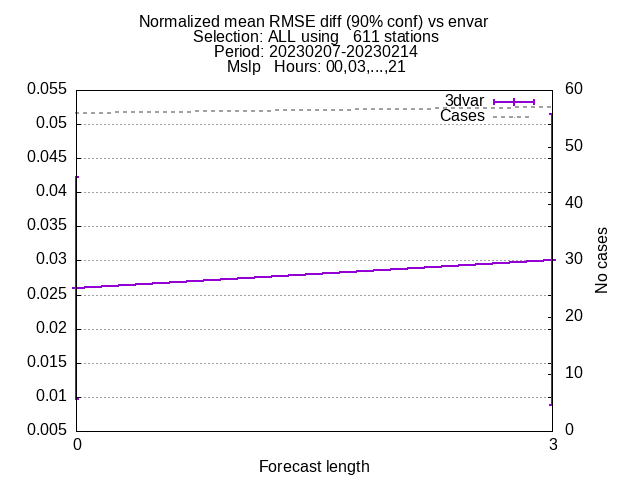 Normalized mean RMSE diff (90% conf) vs envar
Selection: ALL using   611 stations
Period: 20230207-20230214
Mslp   Hours: 00,03,...,21
3dvar
Cases
0.055
0.05
0.045
0.04
0.035
0.03
0.025
0.02
0.015
0.01
0.005
60
50
40
30
20
10
0
No cases
0
3
Forecast length